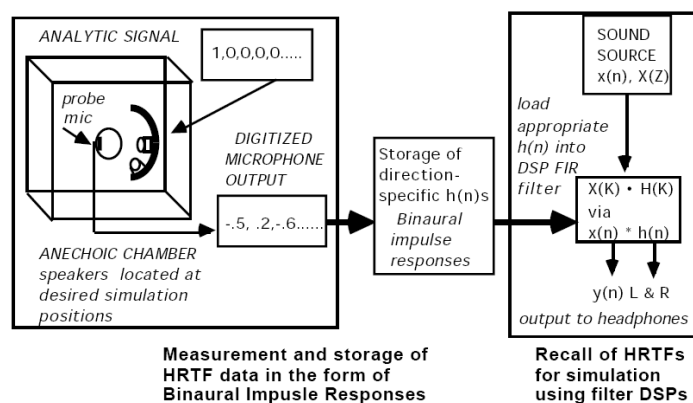 ANALYTIC SIGNAL
1,0,0,0,0.....
probe
mic
DIGITIZED
MICROPHONE
OUTPUT
-.5, .2,-.6......
ANECHOIC CHAMBER
speakers located at
desired simulation
positions
Storage of
direction-
specific h(n)s
Binaural
impulse
responses
SOUND
SOURCE
x(n), X(Z)
load
appropriate
h(n) into
DSP FIR
filter
X(K) • H(K)
via
x(n) * h(n)
y(n) L & R
output to headphones
Measurement and storage of
HRTF data in the form of
Binaural Impusle Responses
Recall of HRTFs
for simulation
using filter DSPs